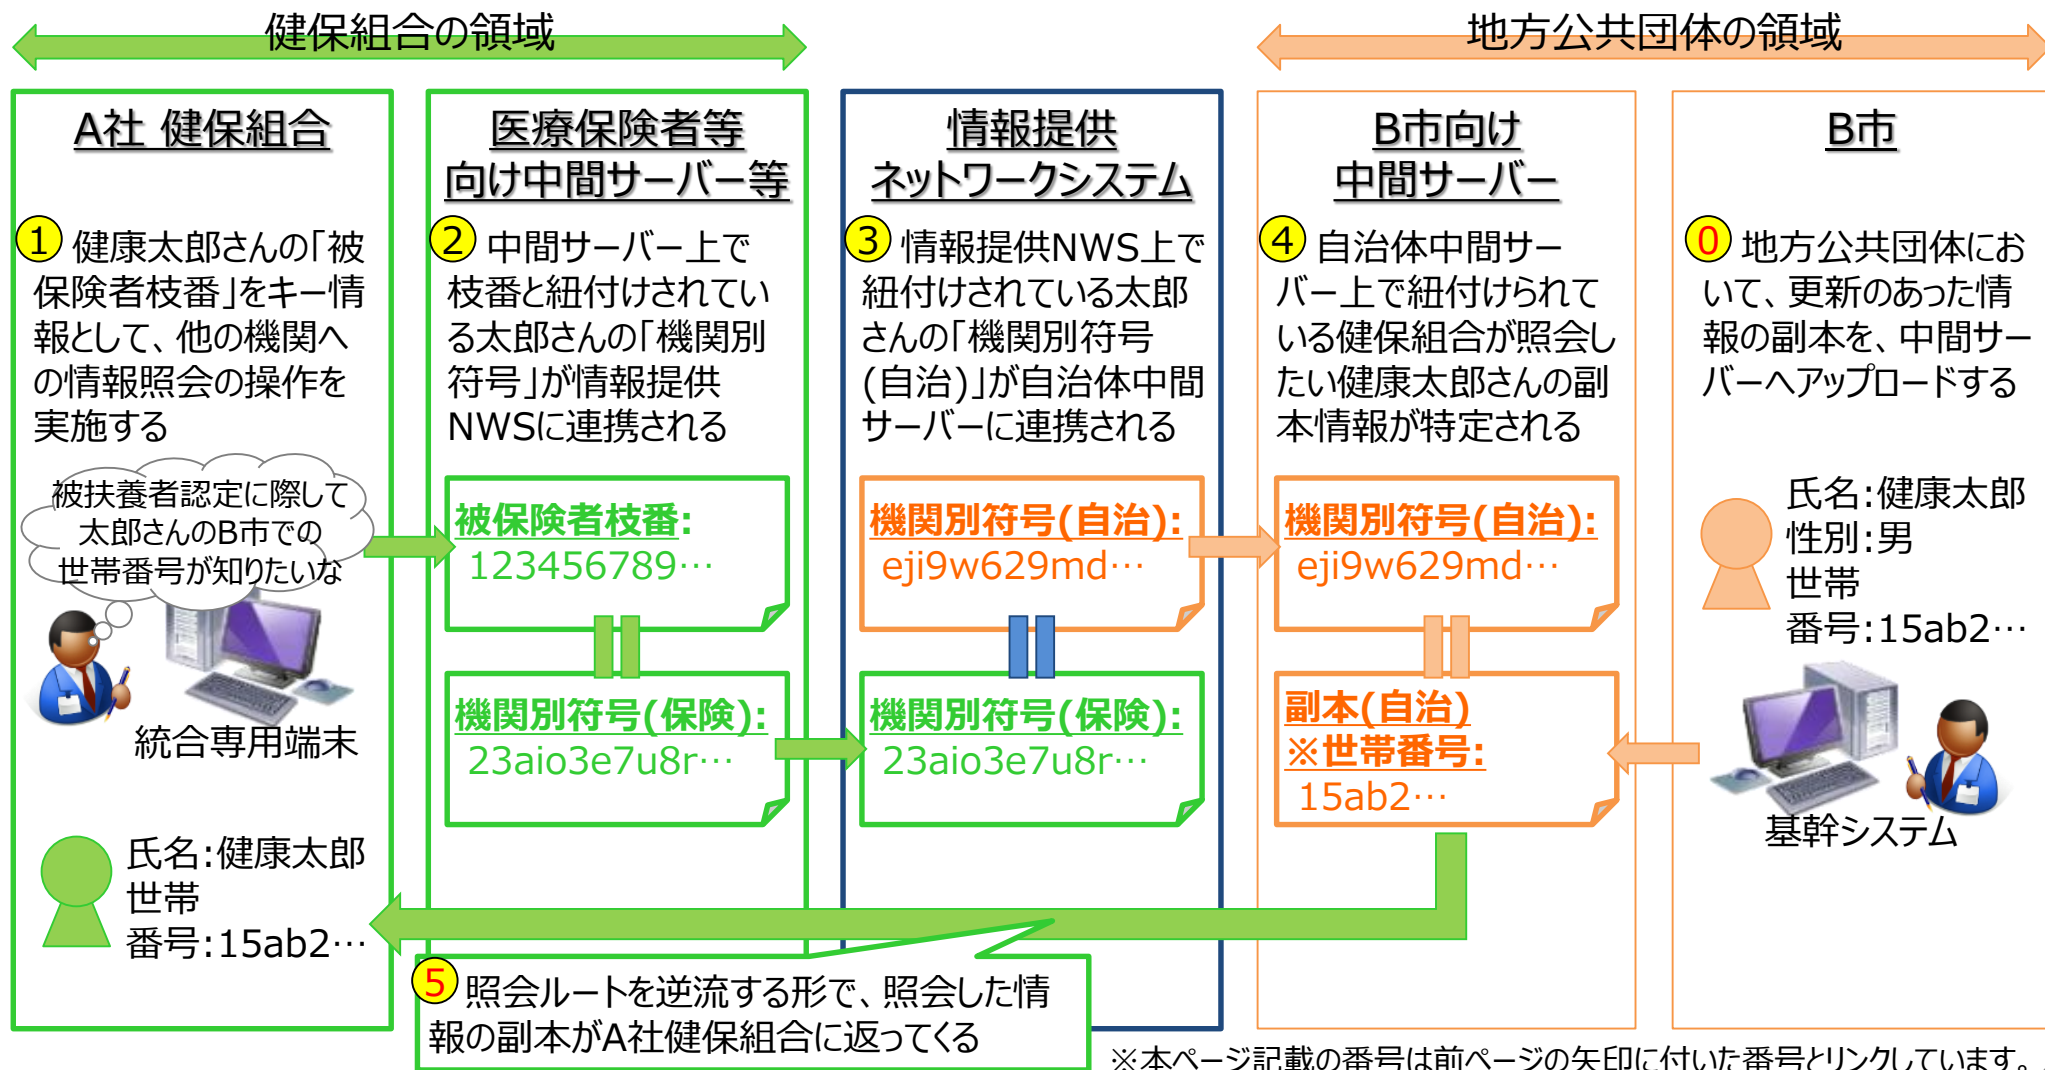 健保組合の領域
地方公共団体の領域
A社 健保組合
① 健康太郎さんの「被
保険者枝番」をキー情
報として、他の機関へ
の情報照会の操作を
実施する
被扶養者認定に際して
太郎さんのB市での
世帯番号が知りたいな
統合専用端末
氏名:健康太郎
世帯
番号:15ab2…
医療保険者等
向け中間サーバー等
② 中間サーバー上で
枝番と紐付けされてい
る太郎さんの「機関別
符号」が情報提供
NWSに連携される
被保険者枝番:
123456789…
機関別符号(保険):
23aio3e7u8r…
情報提供
ネットワークシステム
③ 情報提供NWS上で
紐付けされている太郎
さんの「機関別符号
(自治)」が自治体中間
サーバーに連携される
機関別符号(自治):
eji9w629md…
機関別符号(保険):
23aio3e7u8r…
B市向け
中間サーバー
④ 自治体中間サー
バー上で紐付けられて
いる健保組合が照会し
たい健康太郎さんの副
本情報が特定される
機関別符号(自治):
eji9w629md…
副本(自治)
※世帯番号:
15ab2…
B市
⓪ 地方公共団体にお
いて、更新のあった情
報の副本を、中間サー
バーへアップロードする
氏名:健康太郎
性別:男
世帯
番号:15ab2…
基幹システム
⑤ 照会ルートを逆流する形で、照会した情
報の副本がA社健保組合に返ってくる
※本ページ記載の番号は前ページの矢印に付いた番号とリンクしています。